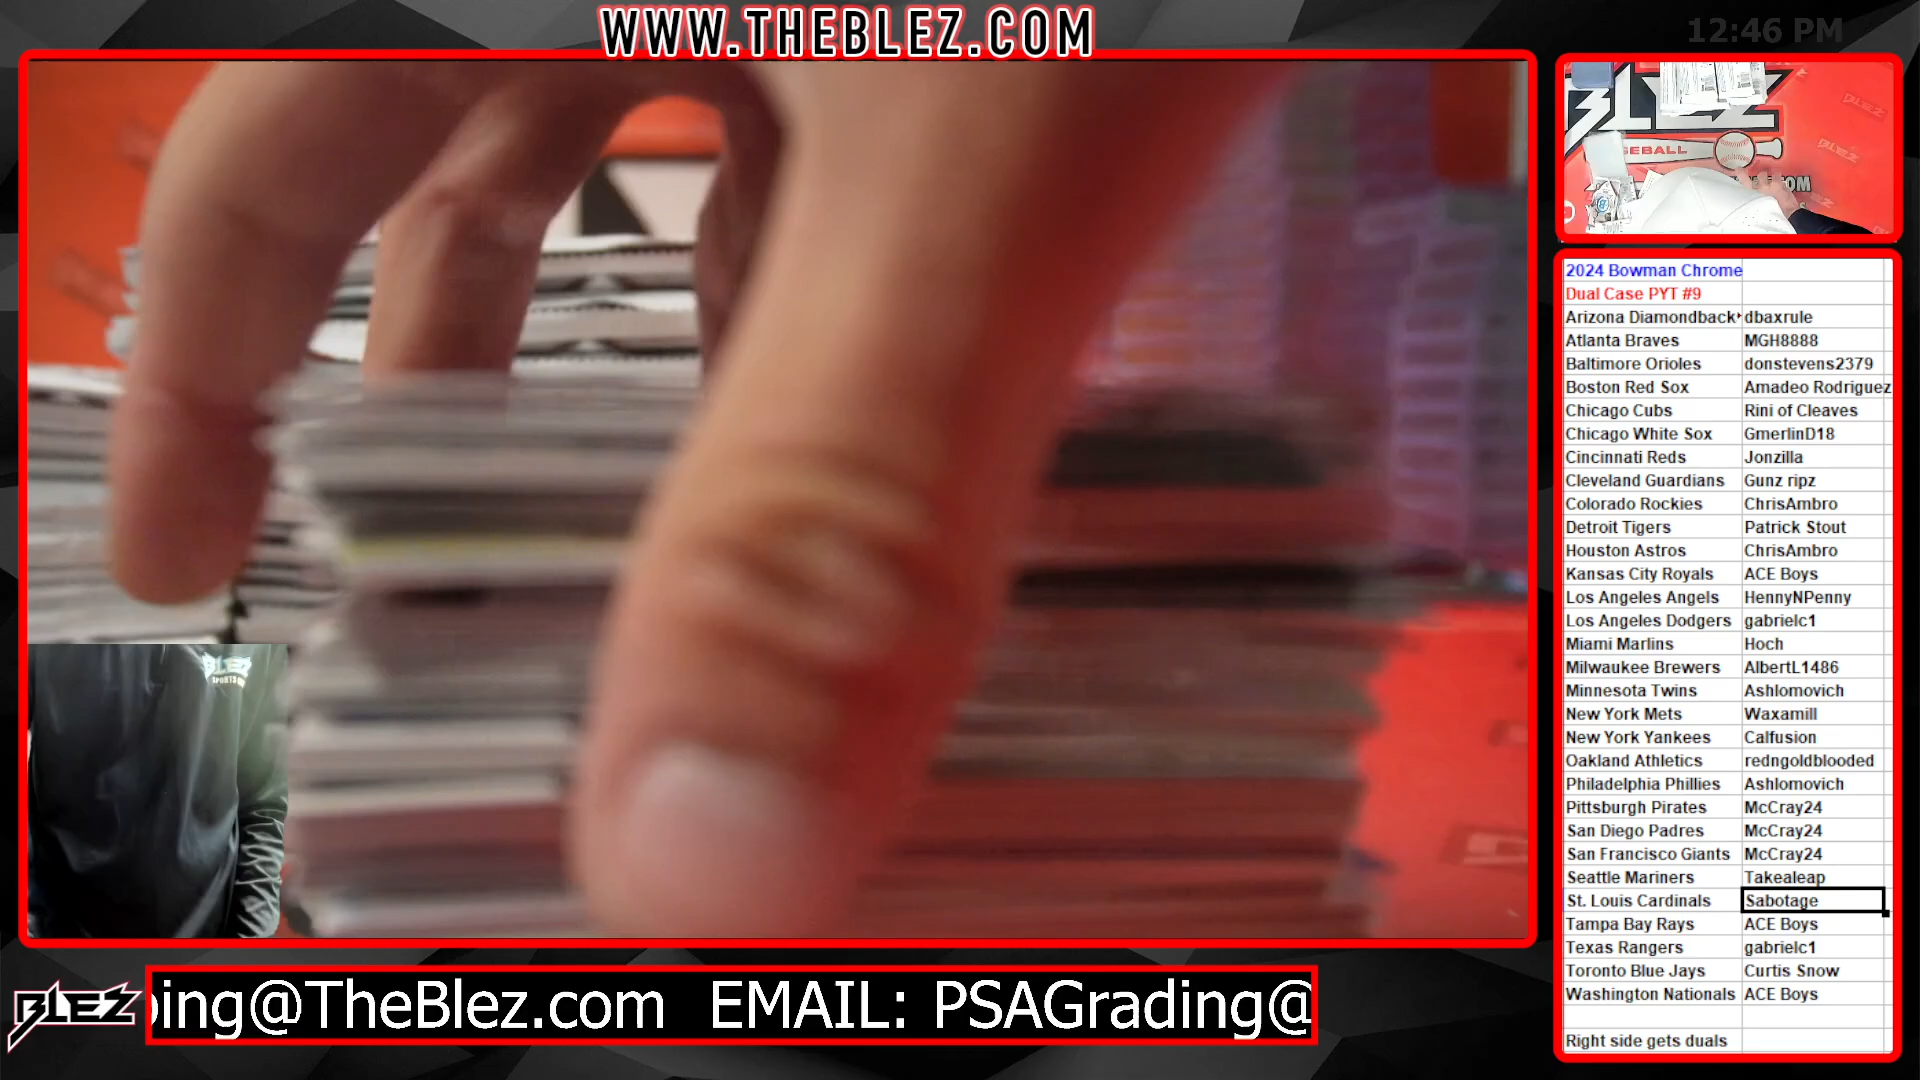 WWW.THEBLEZ.COM
12:46 PM
BLEZ
SEBALL
BLEZ
2024 Bowman Chrome
Dual Case PYT #9
Arizona Diamondback dbaxrule
Atlanta Braves MGH8888
Baltimore Orioles donstevens2379
Boston Red Sox Amadeo Rodriguez
Chicago Cubs Rini of Cleaves
Chicago White Sox GmerlinD18
Cincinnati Reds Jonzilla
Cleveland Guardians Gunz ripz
Colorado Rockies ChrisAmbro
Detroit Tigers Patrick Stout
Houston Astros ChrisAmbro
Kansas City Royals ACE Boys
Los Angeles Angels HennyNPenny
Los Angeles Dodgers gabrielc1
Miami Marlins Hoch
Milwaukee Brewers AlbertL1486
Minnesota Twins Ashlomovich
New York Mets Waxamill
New York Yankees Calfusion
Oakland Athletics redngoldblooded
Philadelphia Phillies Ashlomovich
Pittsburgh Pirates McCray24
San Diego Padres McCray24
San Francisco Giants McCray24
Seattle Mariners Takealeap
St. Louis Cardinals Sabotage
Tampa Bay Rays ACE Boys
Texas Rangers gabrielc1
Toronto Blue Jays Curtis Snow
Washington Nationals ACE Boys
Right side gets duals
BLEZ
SPORTS
BLEZ
ping@TheBlez.com EMAIL: PSAGrading@